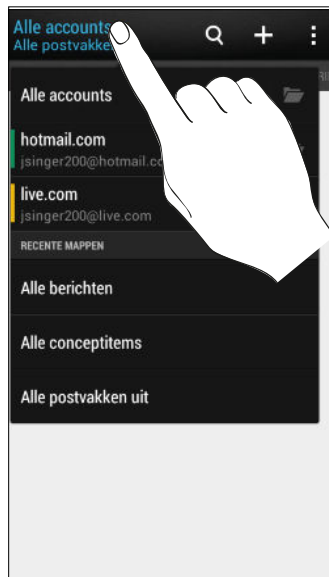 Alle accounts
Alle postvakke
Alle accounts
hotmail.com
jsinger200@hotmail.co
live.com
jsinger200@live.com
RECENTE MAPPEN
Alle berichten
Alle conceptitems
Alle postvakken uit